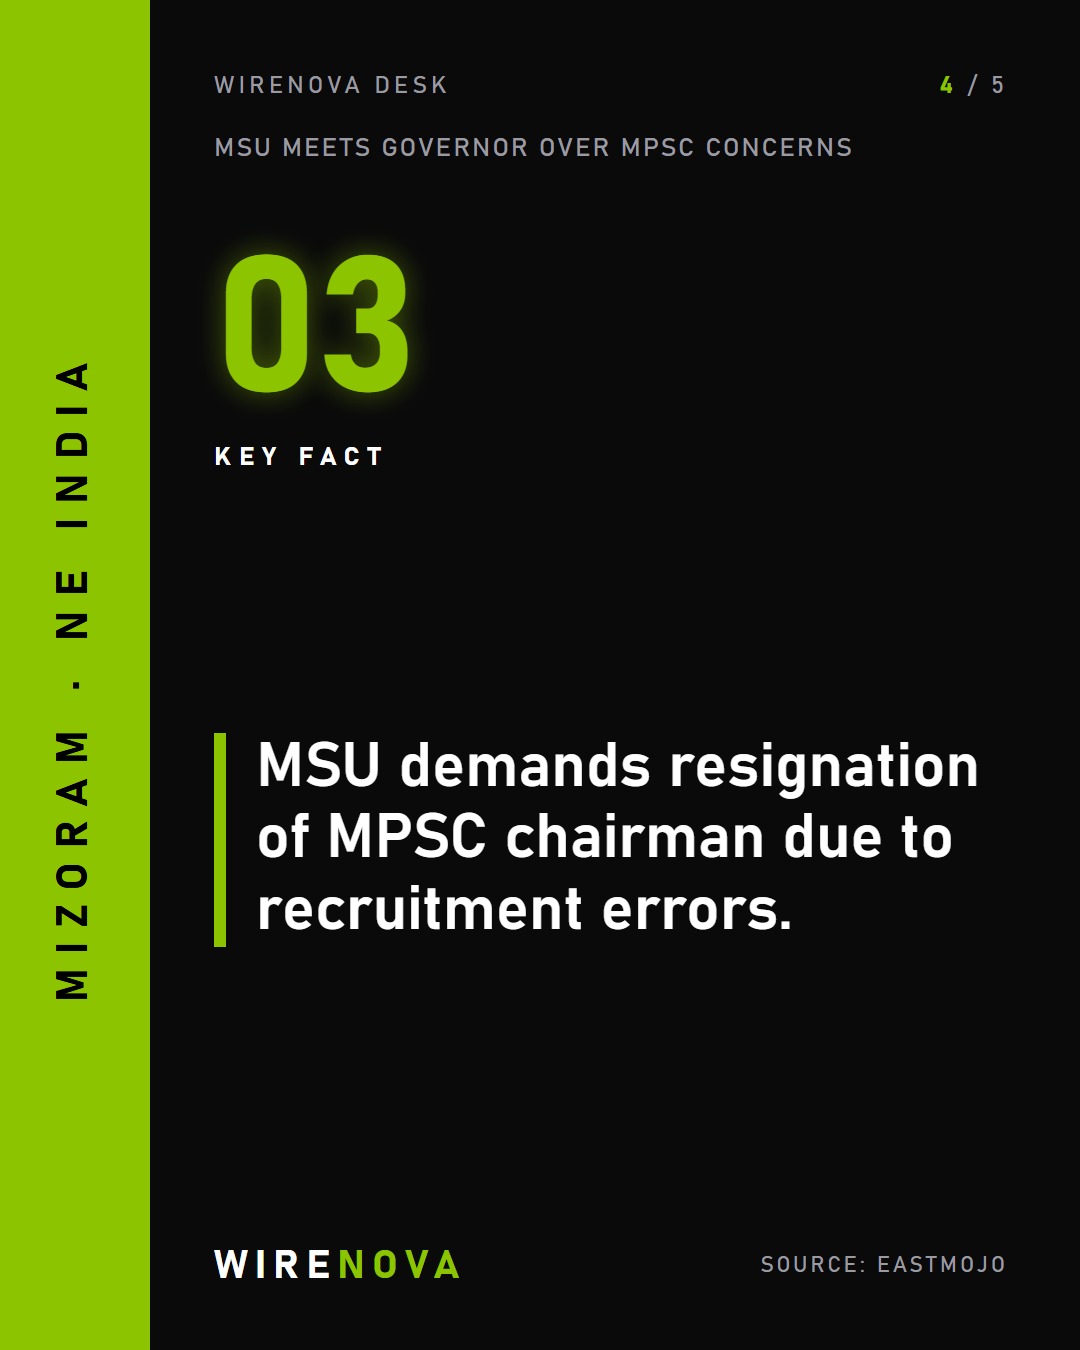 WIRENOVA DESK
4 / 5
MSU MEETS GOVERNOR OVER MPSC CONCERNS
03
KEY FACT
MIZORAM · NE INDIA
MSU demands resignation
of MPSC chairman due to
recruitment errors.
WIRENOVA
SOURCE: EASTMOJO